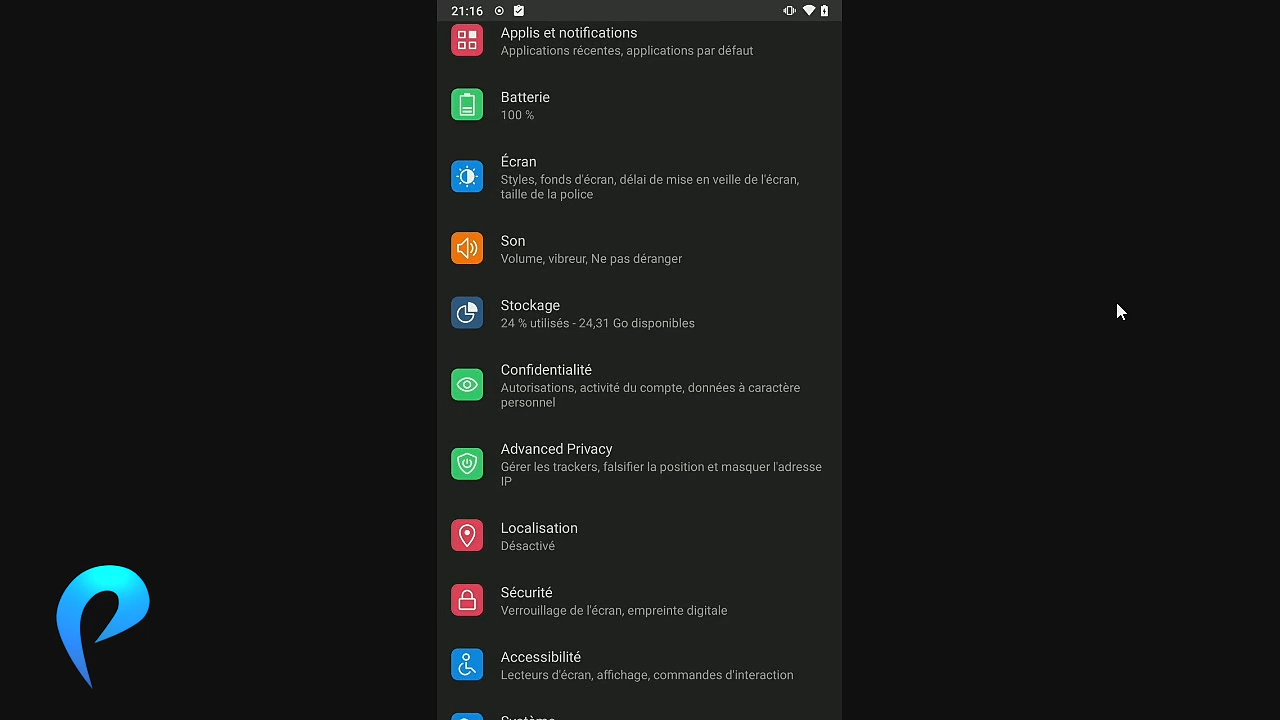 21:16
Applis et notifications
Applications récentes, applications par défaut
Batterie
100 %
Écran
Styles, fonds d'écran, délai de mise en veille de l'écran,
taille de la police
Son
Volume, vibreur, Ne pas déranger
Stockage
24 % utilisés - 24,31 Go disponibles
Confidentialité
Autorisations, activité du compte, données à caractère
personnel
Advanced Privacy
Gérer les trackers, falsifier la position et masquer l'adresse
IP
Localisation
Désactivé
Sécurité
Verrouillage de l'écran, empreinte digitale
Accessibilité
Lecteurs d'écran, affichage, commandes d'interaction